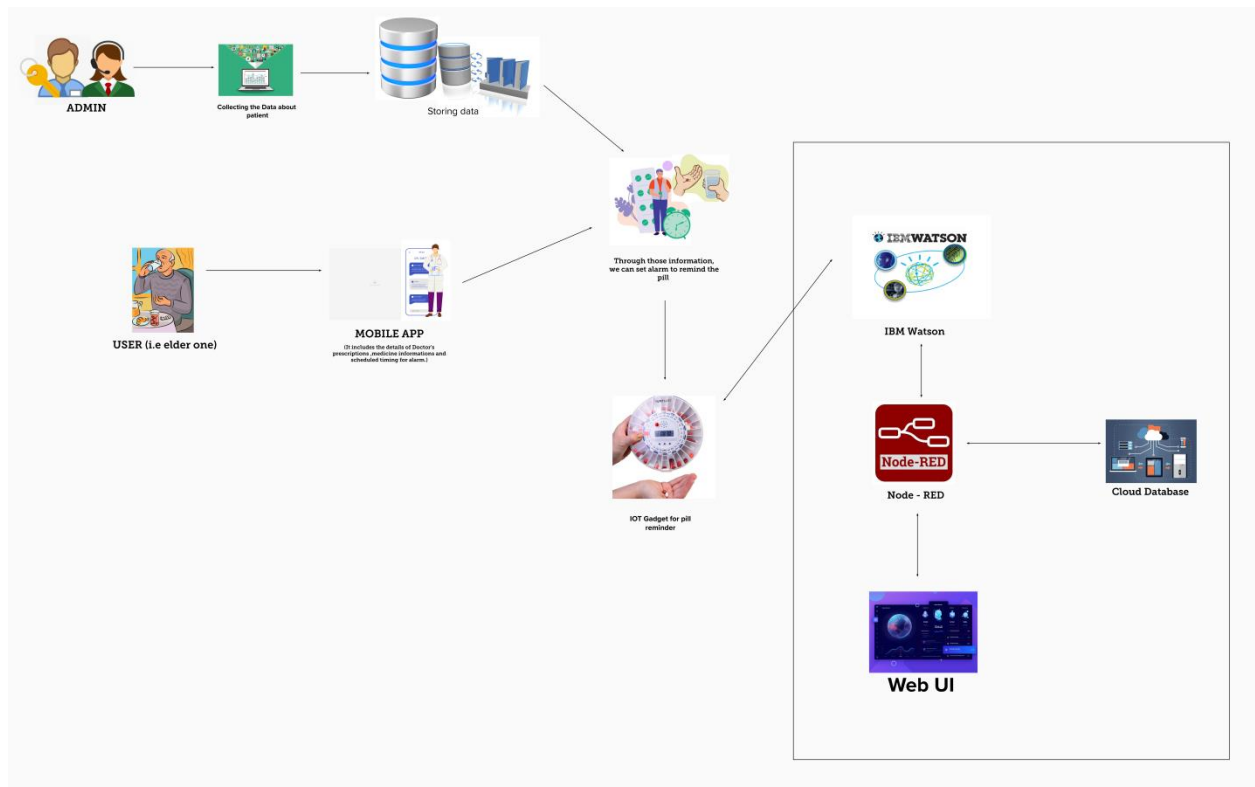 ADMIN
Collecting the Data about
patient
Storing data
Through those information,
we can set alarm to remind the
pill
USER (i.e elder one)
MOBILE APP
(It includes the details of Doctor's
prescriptions ,medicine informations and
scheduled timing for alarm.)
IOT Gadget for pill
reminder
IBMWATSON
IBM Watson
Node-RED
Node - RED
Cloud Database
Web UI